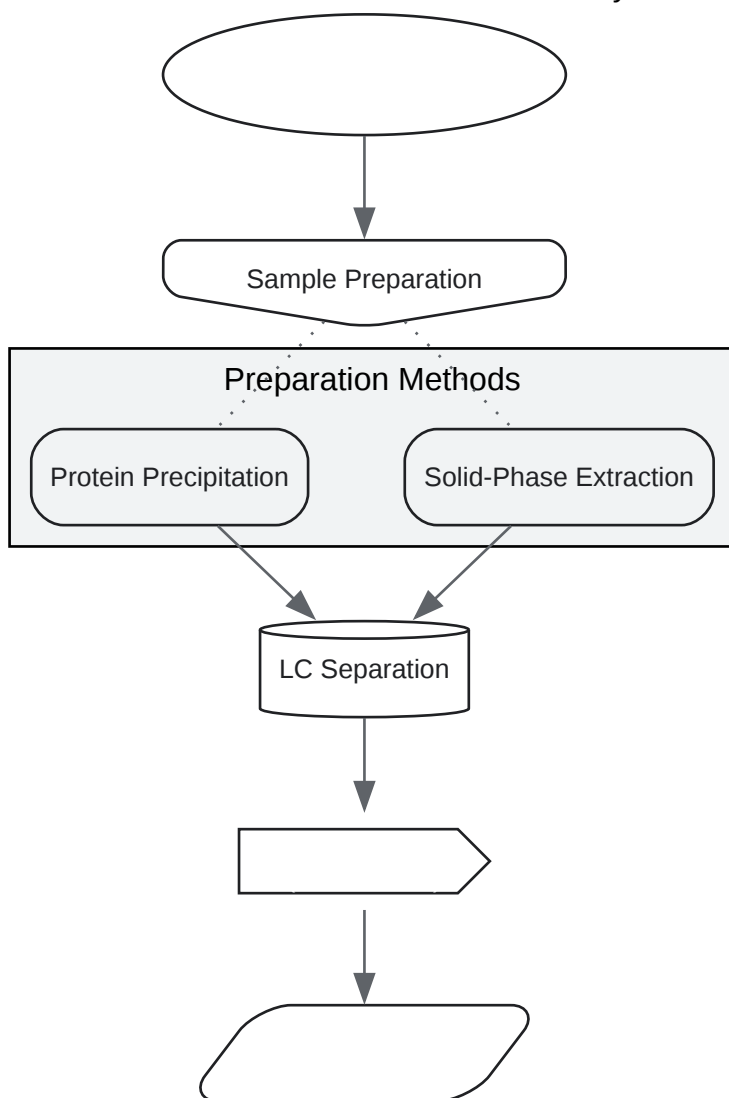 Sample Preparation
Preparation Methods
Protein Precipitation
Solid-Phase Extraction
LC Separation